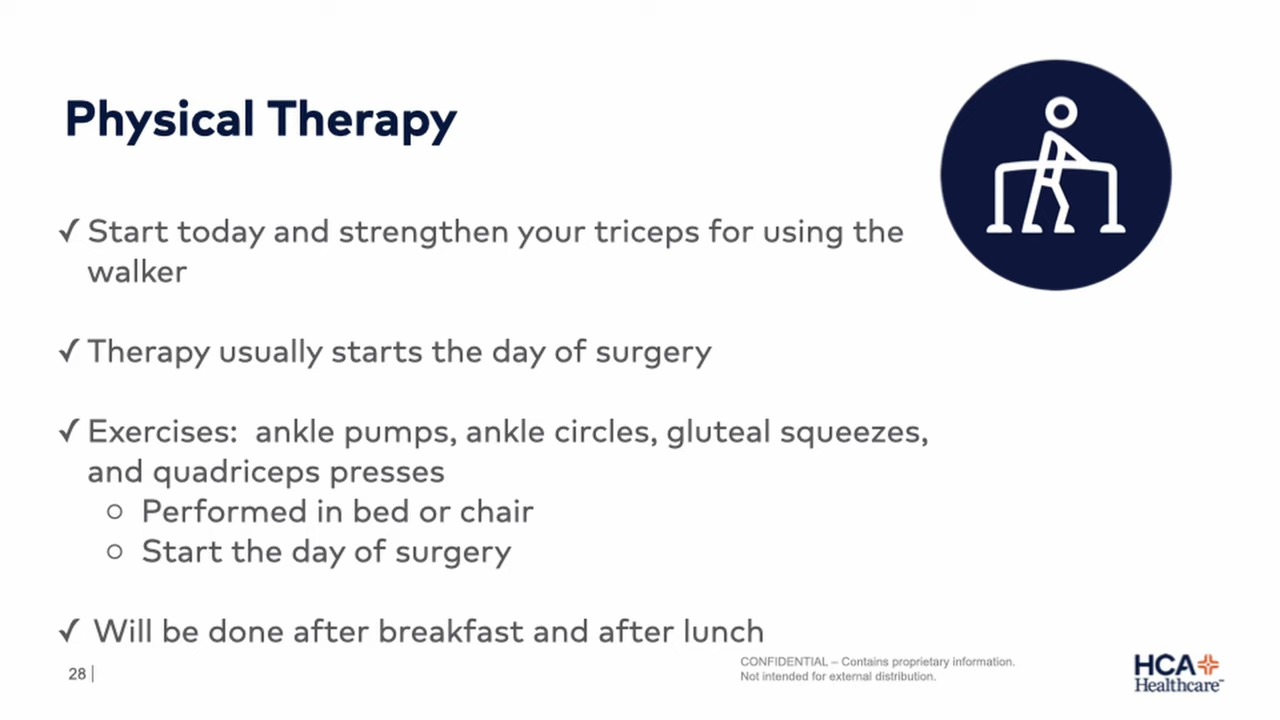 Physical Therapy
✓ Start today and strengthen your triceps for using the
walker
✓ Therapy usually starts the day of surgery
✓ Exercises:  ankle pumps, ankle circles, gluteal squeezes,
and quadriceps presses
○ Performed in bed or chair
○ Start the day of surgery
✓ Will be done after breakfast and after lunch
28 |
CONFIDENTIAL – Contains proprietary information.
Not intended for external distribution.
HCA
Healthcare™